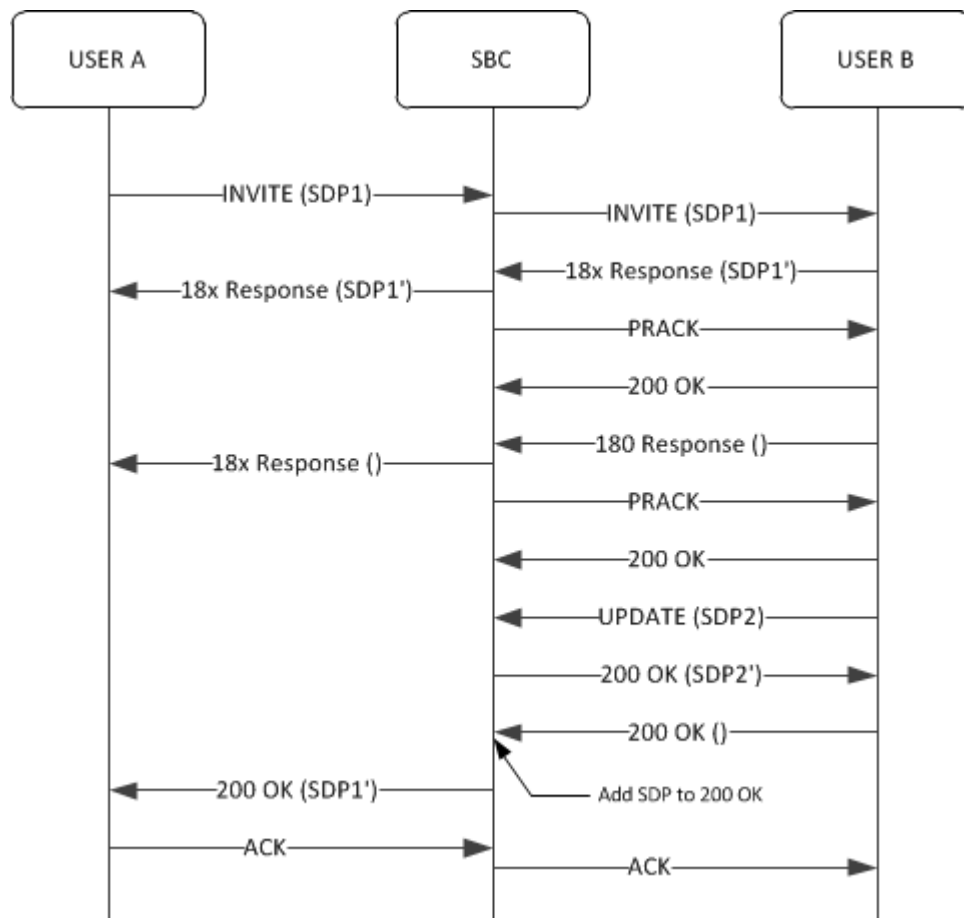 USER A
SBC
USER B
INVITE (SDP1)
INVITE (SDP1)
18x Response (SDP1')
18x Response (SDP1')
PRACK
200 OK
180 Response ()
18x Response ()
PRACK
200 OK
UPDATE (SDP2)
200 OK (SDP2')
200 OK ()
200 OK (SDP1')
Add SDP to 200 OK
ACK
ACK